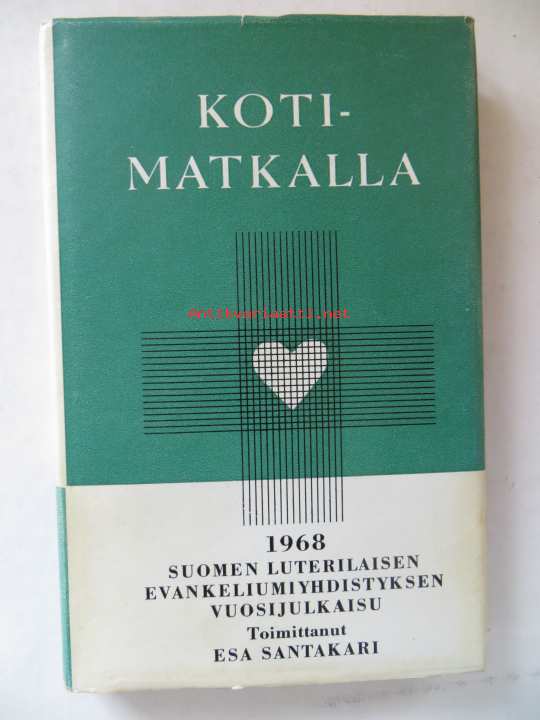 KOTI-
MATKALLA
Antikvariaatti.net
1968
SUOMEN LUTERILAISEN
EVANKELIUMIYHDISTYKSEN
VUOSIJULKAISU
Toimittanut
ESA SANTAKARI